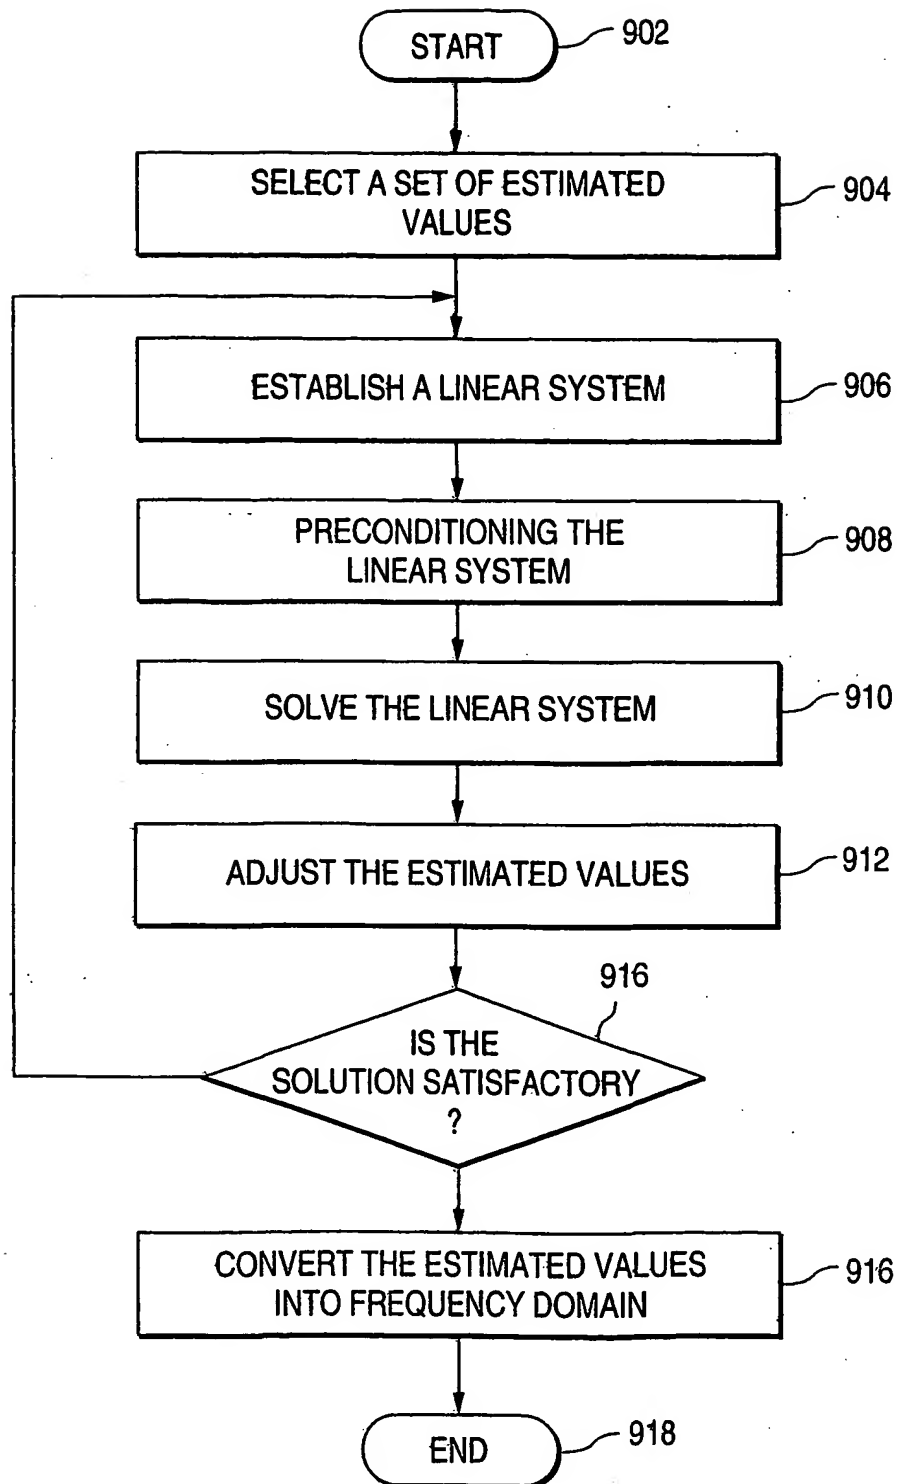 START
902
SELECT A SET OF ESTIMATED
VALUES
904
ESTABLISH A LINEAR SYSTEM
906
PRECONDITIONING THE
LINEAR SYSTEM
908
SOLVE THE LINEAR SYSTEM
910
ADJUST THE ESTIMATED VALUES
912
916
IS THE
SOLUTION SATISFACTORY
?
CONVERT THE ESTIMATED VALUES
INTO FREQUENCY DOMAIN
916
END
918